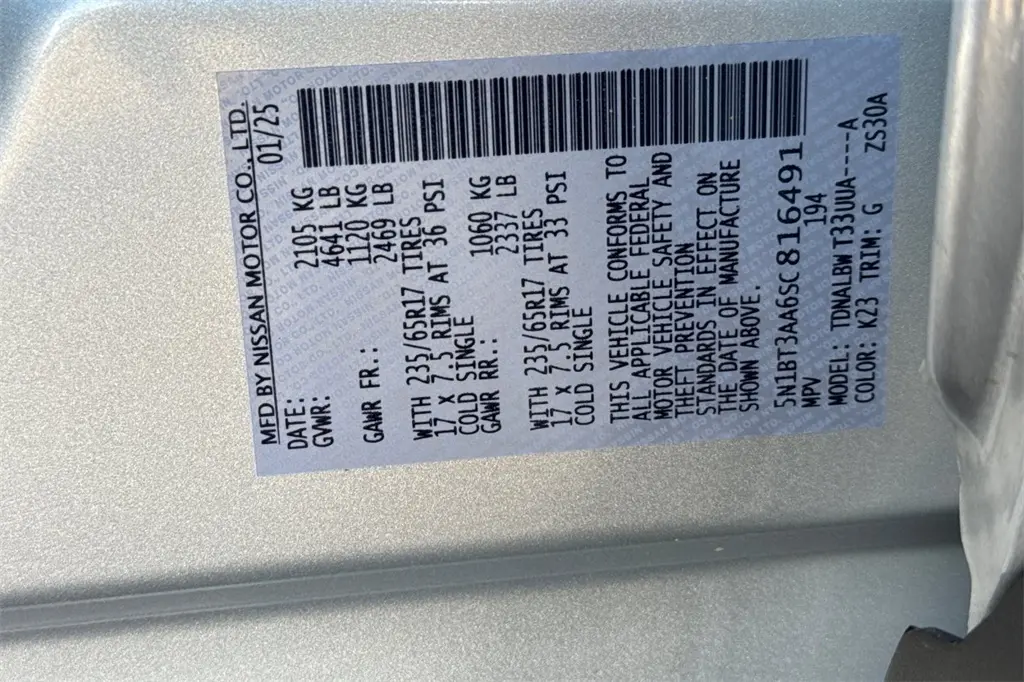 MFD BY NISSAN MOTOR CO., LTD.
DATE: 01/25
GVWR: 2105 KG
4641 LB
GAWR FR.: 1120 KG
2469 LB
WITH 235/65R17 TIRES
17 X 7.5 RIMS AT 36 PSI
COLD SINGLE
GAWR RR.: 1060 KG
2337 LB
WITH 235/65R17 TIRES
17 X 7.5 RIMS AT 33 PSI
COLD SINGLE
THIS VEHICLE CONFORMS TO
ALL APPLICABLE FEDERAL
MOTOR VEHICLE SAFETY AND
THEFT PREVENTION
STANDARDS IN EFFECT ON
THE DATE OF MANUFACTURE
SHOWN ABOVE.
5N1BT3AA6SC816491
MPV 194
MODEL: TDNALBW T33UUA----A
COLOR: K23 TRIM: G ZS30A